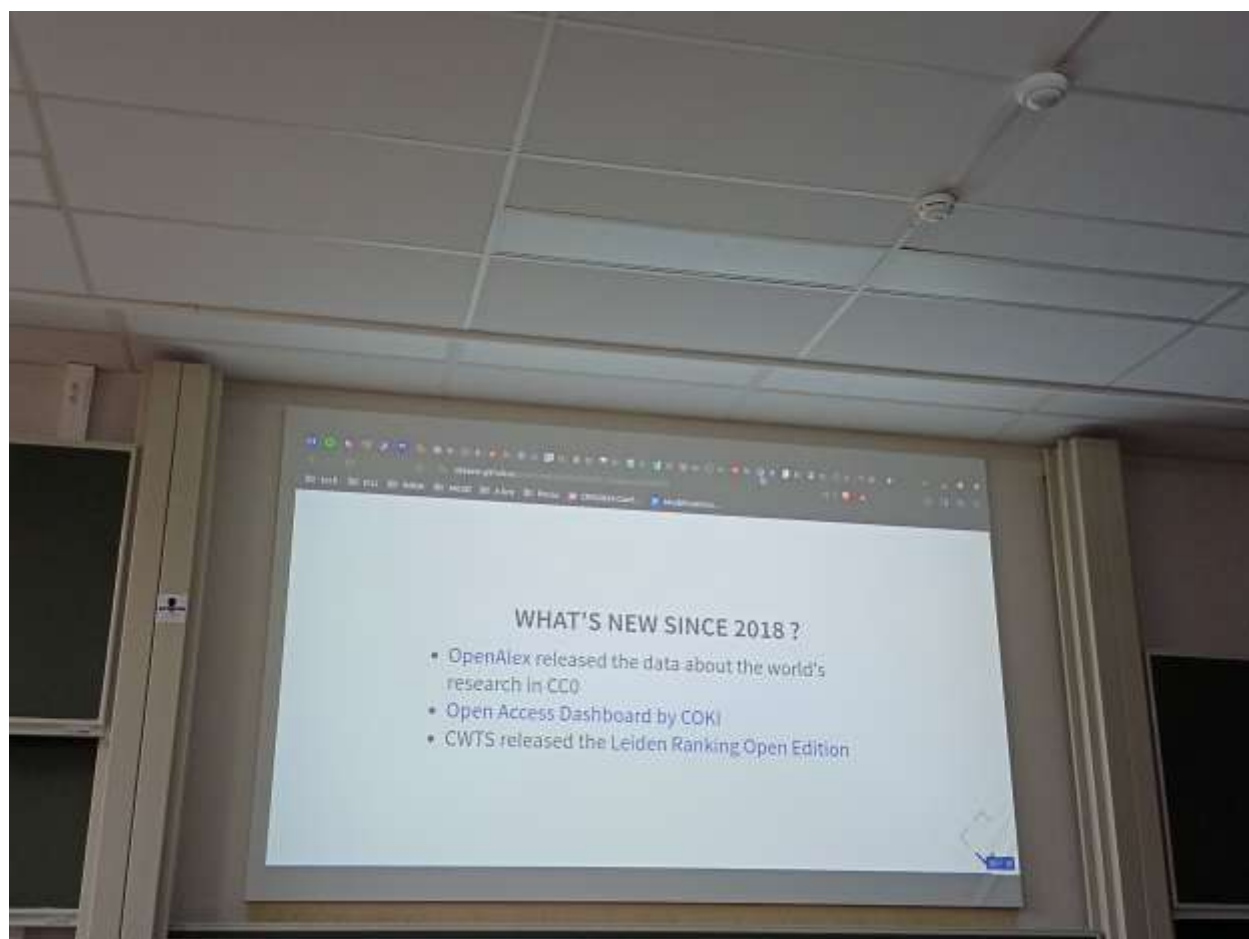 WHAT'S NEW SINCE 2018 ?
• OpenAlex released the data about the world's
research in CC0
• Open Access Dashboard by COKI
• CWTS released the Leiden Ranking Open Edition